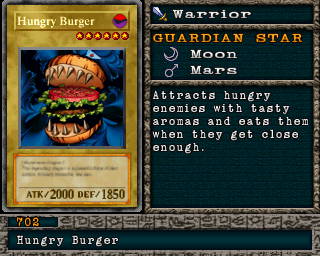 Hungry Burger
ATK/2000 DEF/1850
Warrior
GUARDIAN STAR
Moon
Mars
Attracts hungry
enemies with tasty
aromas and eats them
when they get close
enough.
702
Hungry Burger